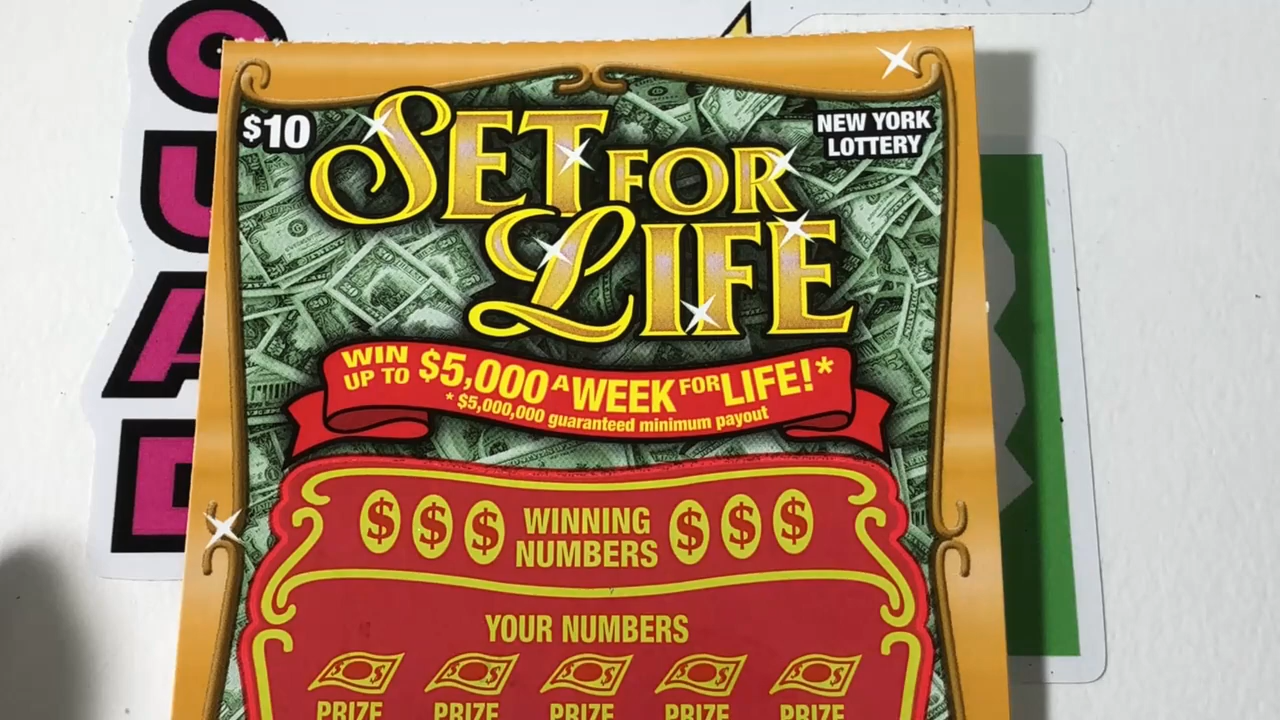 QUAD
$10
NEW YORK
LOTTERY
SET FOR
LIFE
WIN
UP TO $5,000 A WEEK FOR LIFE!*
* $5,000,000 guaranteed minimum payout
$ $ $ WINNING NUMBERS $ $ $
YOUR NUMBERS
PRIZE PRIZE PRIZE PRIZE PRIZE